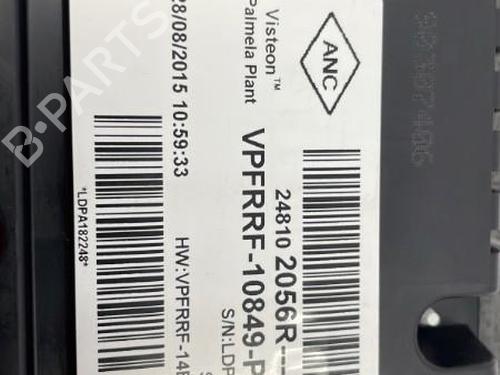 Visteon™
Palmela Plant
ANC
28/08/2015 10:59:33
24810 2056R---
VPFRRF-10849-P
S/N:LDP
HW:VPFRRF-14F
*LDPA182248*
B-PARTS